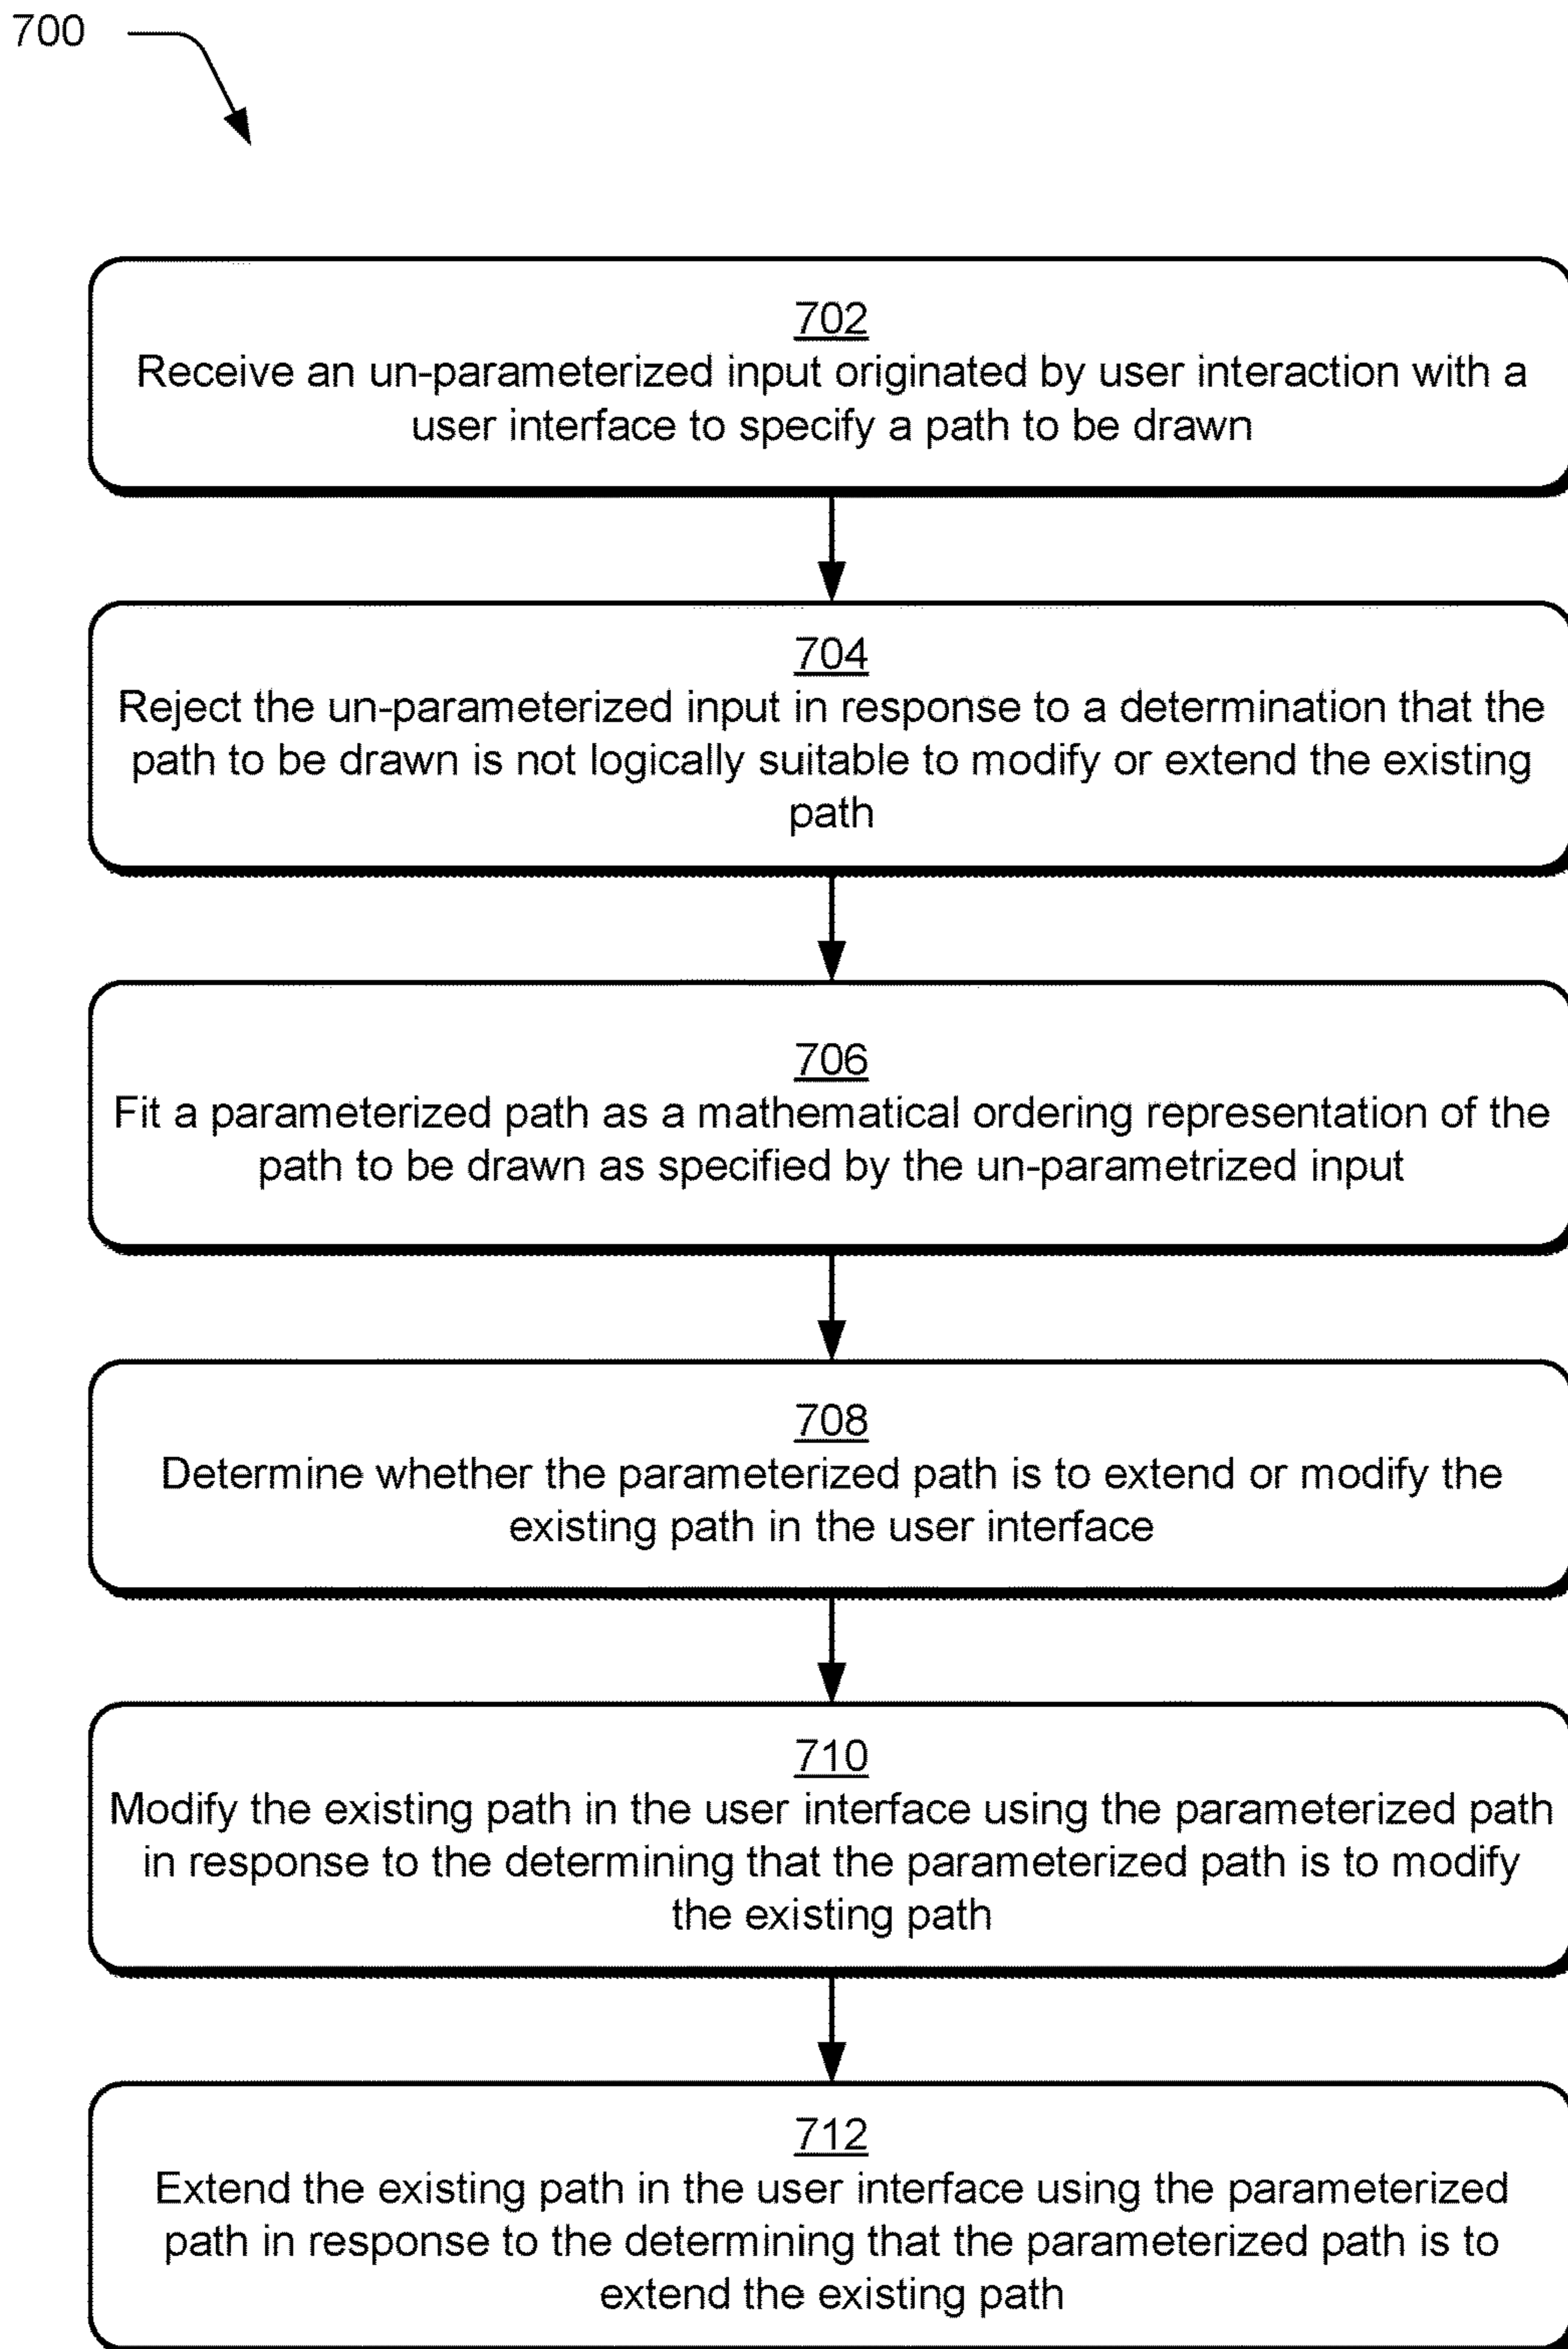 700
702
Receive an un-parameterized input originated by user interaction with a
user interface to specify a path to be drawn
704
Reject the un-parameterized input in response to a determination that the
path to be drawn is not logically suitable to modify or extend the existing
path
706
Fit a parameterized path as a mathematical ordering representation of the
path to be drawn as specified by the un-parametrized input
708
Determine whether the parameterized path is to extend or modify the
existing path in the user interface
710
Modify the existing path in the user interface using the parameterized path
in response to the determining that the parameterized path is to modify
the existing path
712
Extend the existing path in the user interface using the parameterized
path in response to the determining that the parameterized path is to
extend the existing path